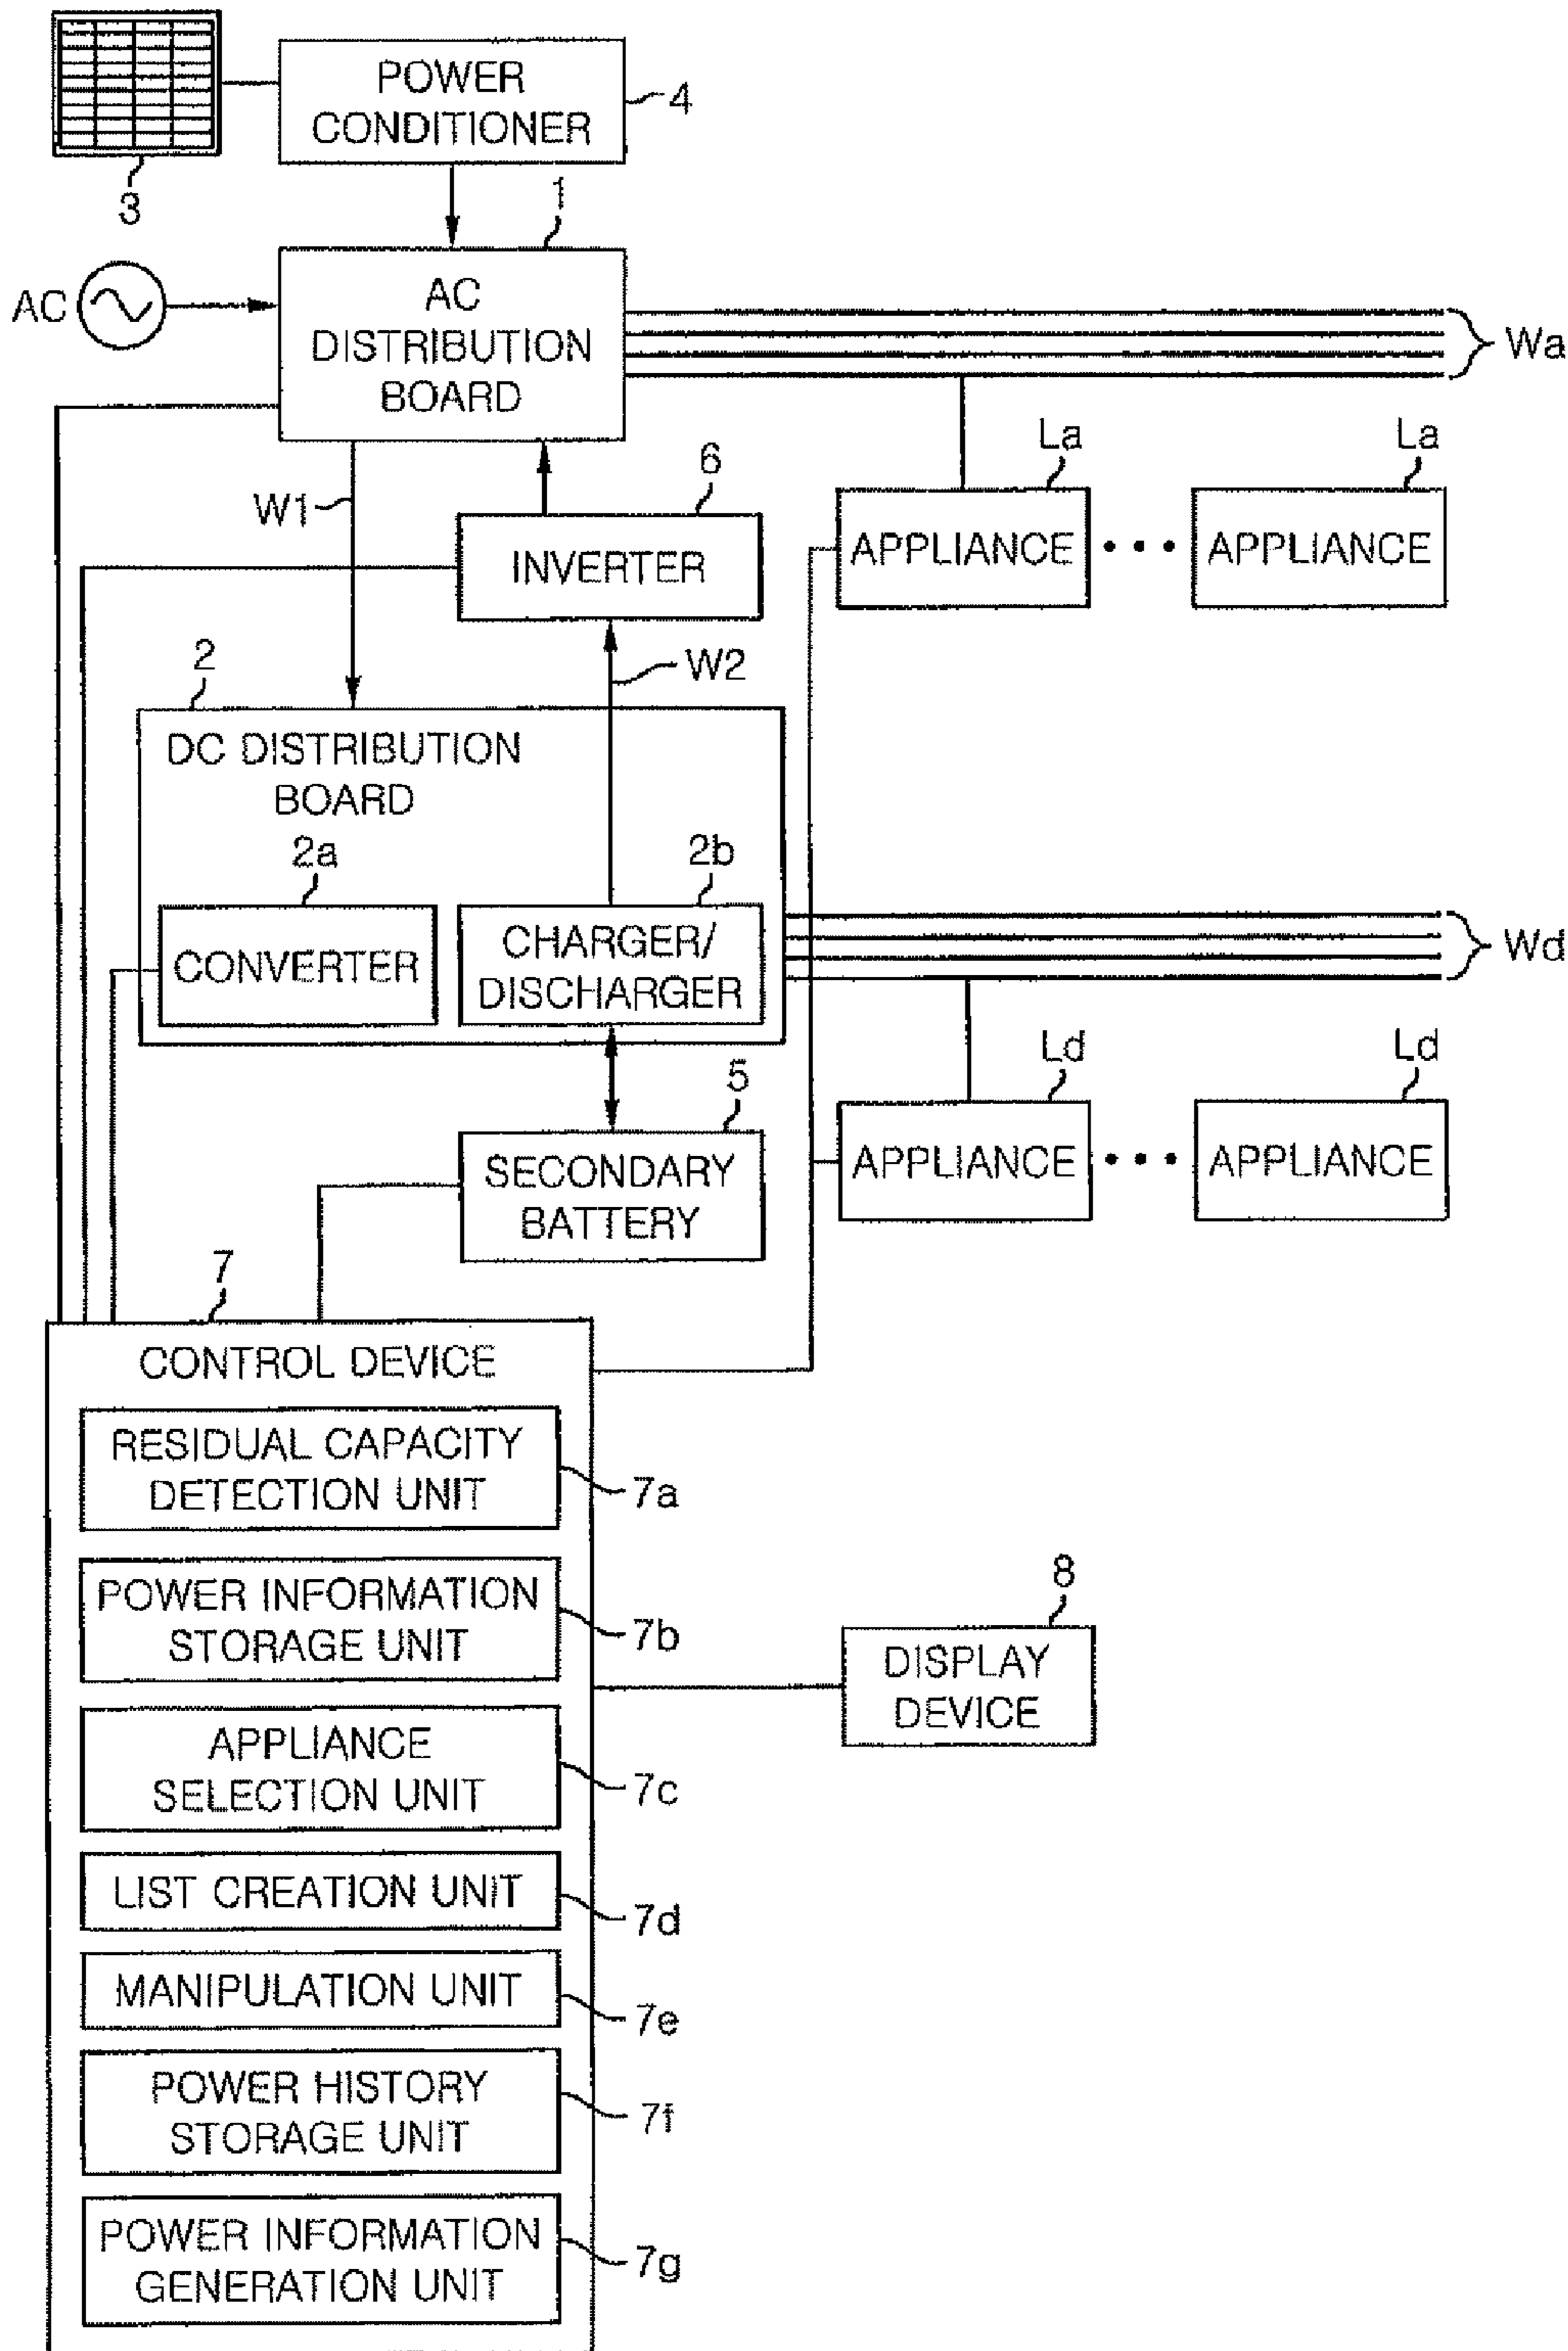 POWER
CONDITIONER
4
3
1
AC
AC
DISTRIBUTION
BOARD
Wa
W1
6
INVERTER
La
La
APPLIANCE
APPLIANCE
W2
2
DC DISTRIBUTION
BOARD
2a
2b
CONVERTER
CHARGER/
DISCHARGER
Wd
5
SECONDARY
BATTERY
Ld
Ld
APPLIANCE
APPLIANCE
7
CONTROL DEVICE
RESIDUAL CAPACITY
DETECTION UNIT
7a
POWER INFORMATION
STORAGE UNIT
7b
8
DISPLAY
DEVICE
APPLIANCE
SELECTION UNIT
7c
LIST CREATION UNIT
7d
MANIPULATION UNIT
7e
POWER HISTORY
STORAGE UNIT
7f
POWER INFORMATION
GENERATION UNIT
7g